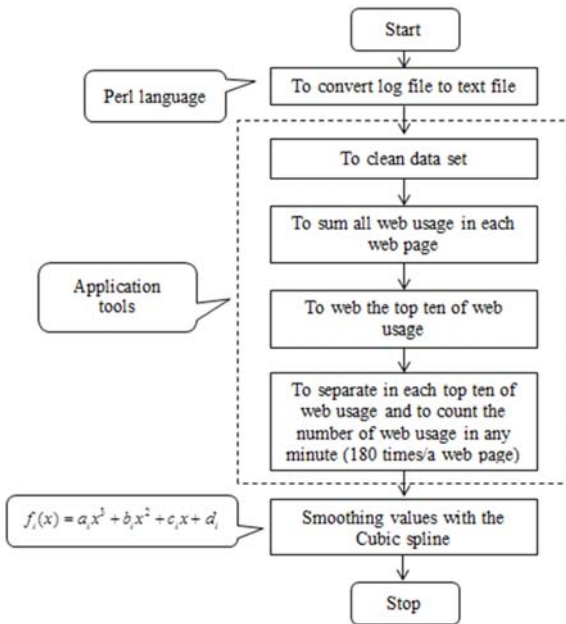 Start
Perl language
To convert log file to text file
To clean data set
To sum all web usage in each
web page
Application
tools
To web the top ten of web
usage
To separate in each top ten of
web usage and to count the
number of web usage in any
minute (180 times/a web page)
f_i(x) = a_i x^3 + b_i x^2 + c_i x + d_i
Smoothing values with the
Cubic spline
Stop